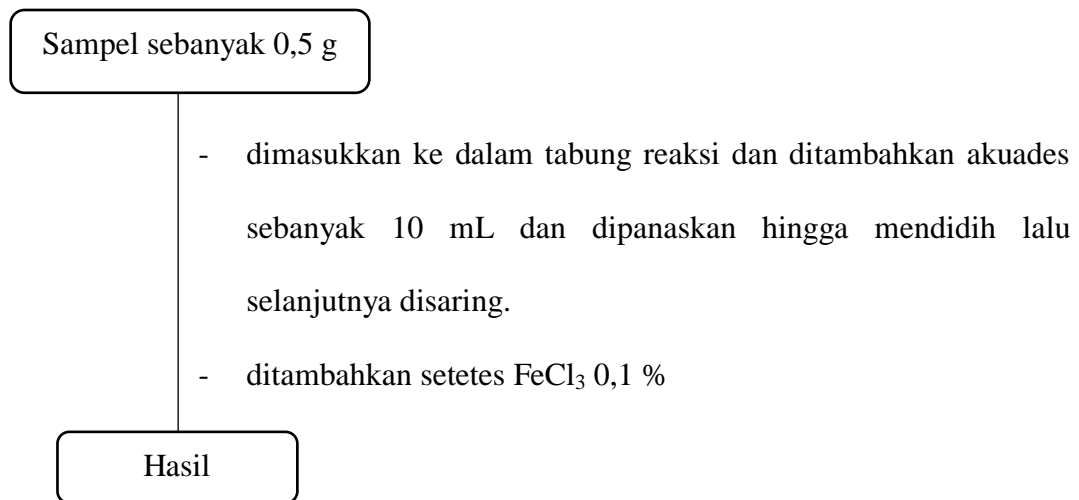 Sampel sebanyak 0,5 g
- dimasukkan ke dalam tabung reaksi dan ditambahkan akuades
sebanyak 10 mL dan dipanaskan hingga mendidih lalu
selanjutnya disaring.
- ditambahkan setetes FeCl₃ 0,1 %
Hasil